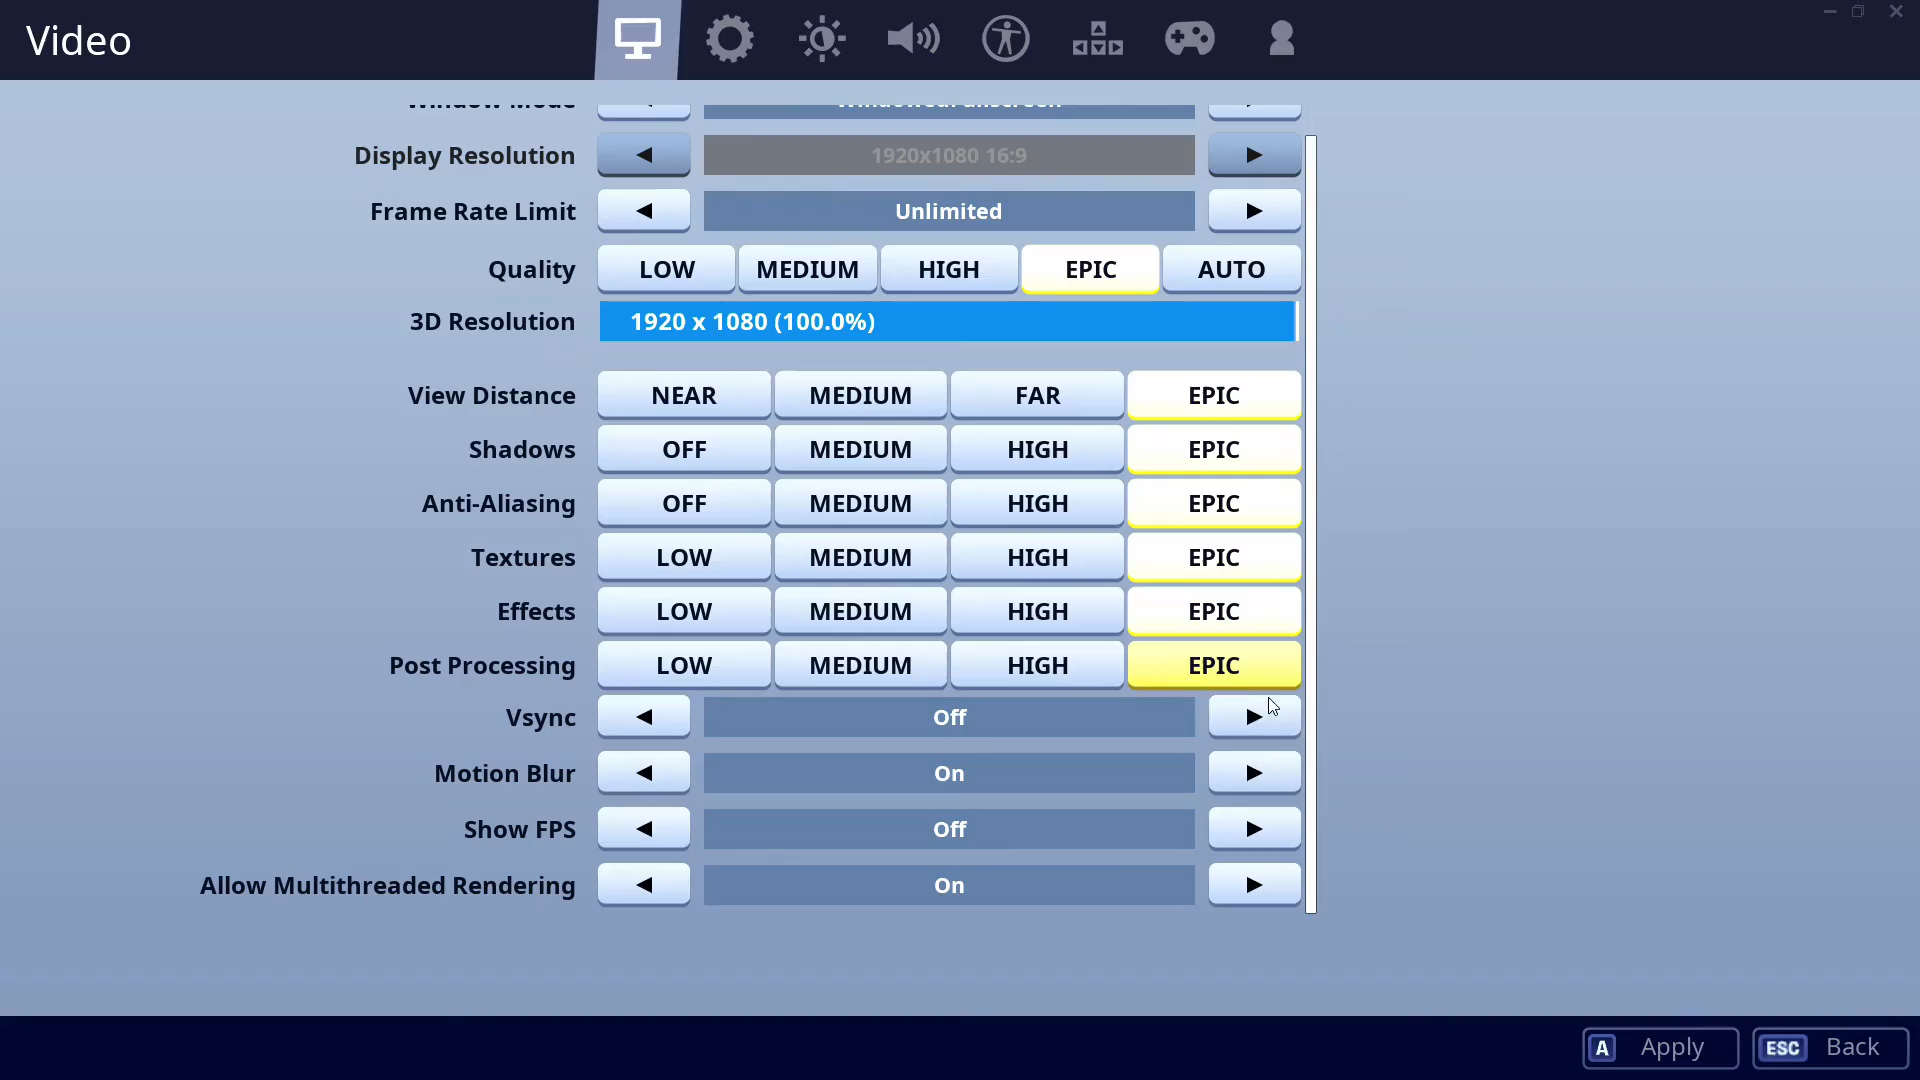 Video
Window Mode
Display Resolution 1920x1080 16:9
Frame Rate Limit Unlimited
Quality LOW MEDIUM HIGH EPIC AUTO
3D Resolution 1920 x 1080 (100.0%)
View Distance NEAR MEDIUM FAR EPIC
Shadows OFF MEDIUM HIGH EPIC
Anti-Aliasing OFF MEDIUM HIGH EPIC
Textures LOW MEDIUM HIGH EPIC
Effects LOW MEDIUM HIGH EPIC
Post Processing LOW MEDIUM HIGH EPIC
Vsync Off
Motion Blur On
Show FPS Off
Allow Multithreaded Rendering On
A Apply ESC Back